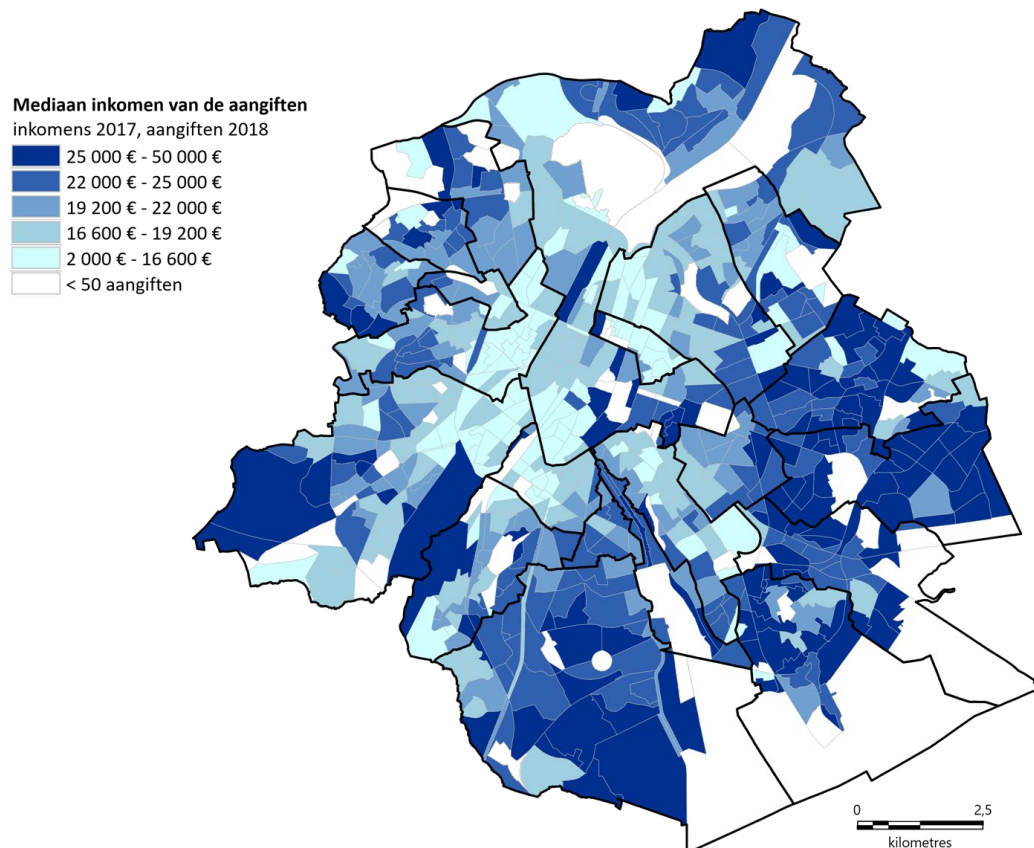 Mediaan inkomen van de aangiften
inkomens 2017, aangiften 2018
25 000 € - 50 000 €
22 000 € - 25 000 €
19 200 € - 22 000 €
16 600 € - 19 200 €
2 000 € - 16 600 €
< 50 aangiften
0 2,5
kilometres